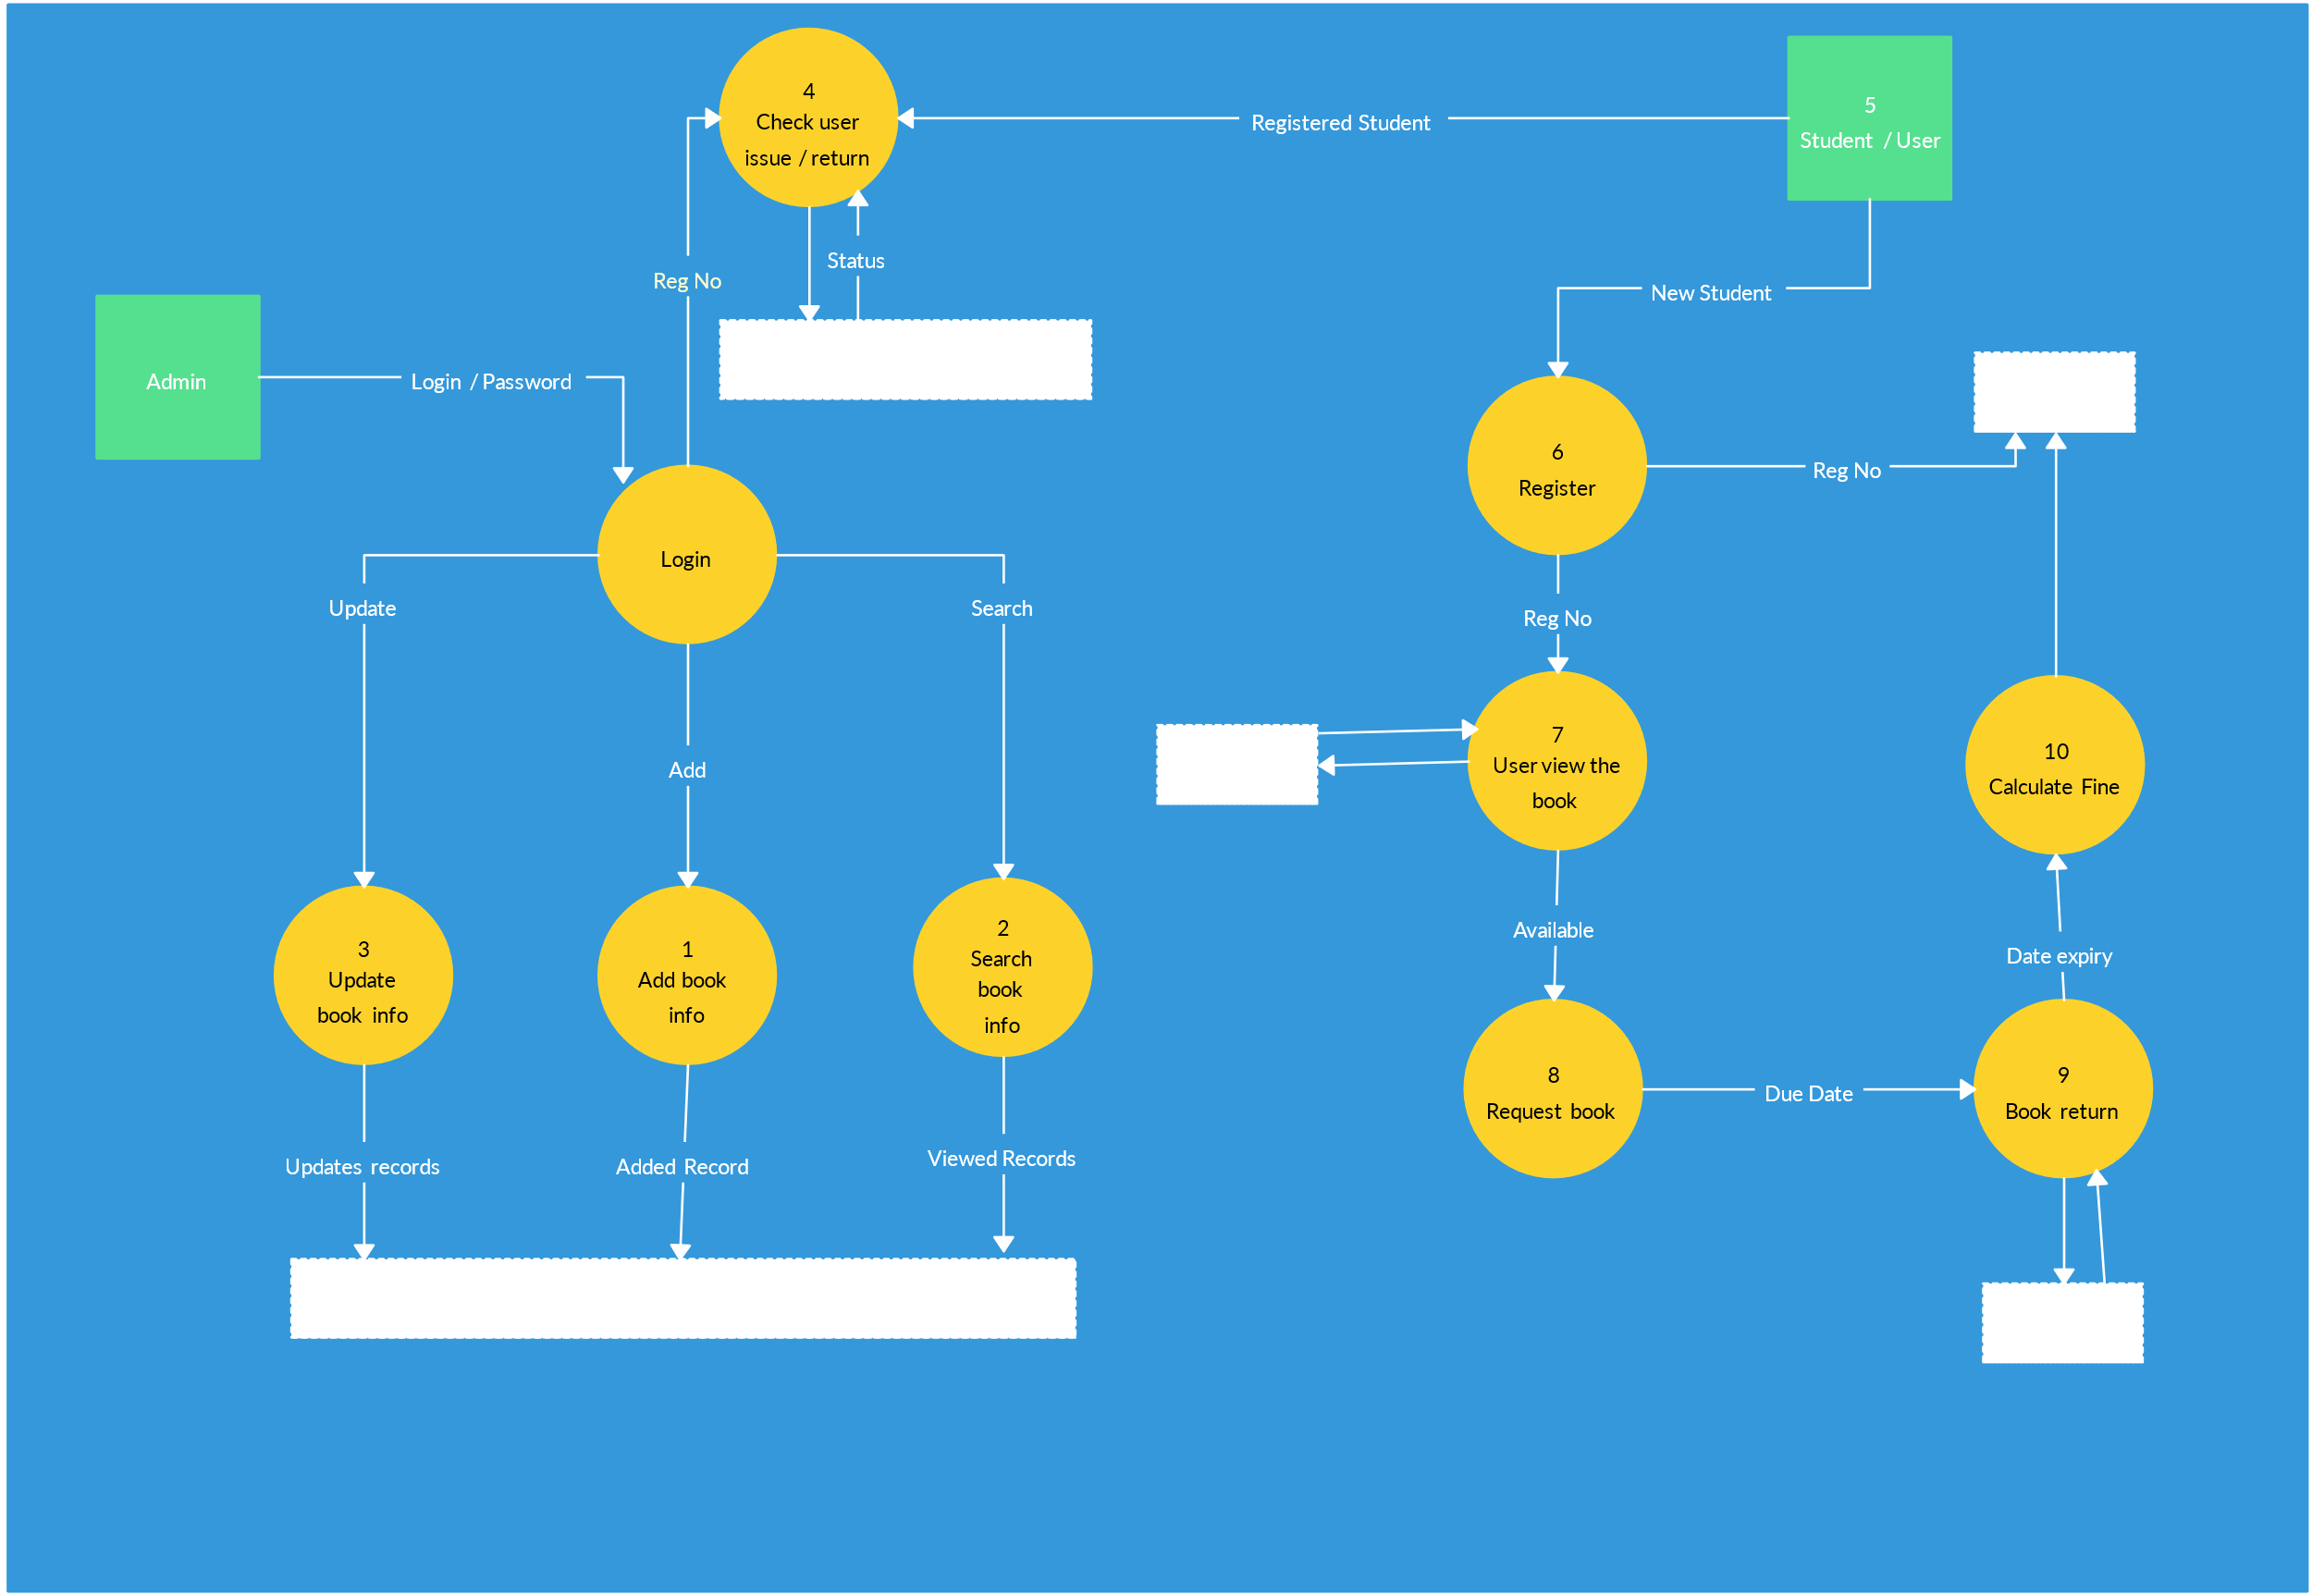 4
Check user
issue / return
Registered Student
5
Student / User
Status
Reg No
New Student
Admin
Login / Password
6
Register
Reg No
Login
Update
Search
Reg No
Add
7
User view the
book
10
Calculate Fine
Available
Date expiry
3
Update
book info
1
Add book
info
2
Search
book
info
8
Request book
Due Date
9
Book return
Updates records
Added Record
Viewed Records